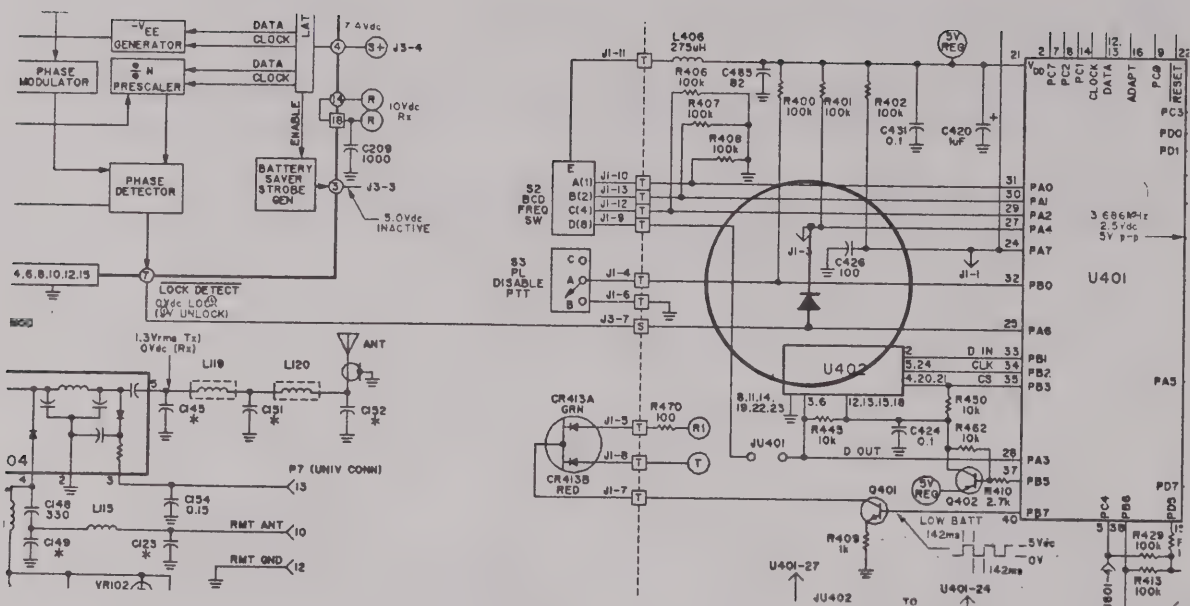 -VEE
GENERATOR
DATA
CLOCK
LAT
7.4Vdc
4
S+
J3-4
PHASE
MODULATOR
÷ N
PRESCALER
DATA
CLOCK
14
R
18
R
10Vdc
Rx
ENABLE
C209
1000
PHASE
DETECTOR
BATTERY
SAVER
STROBE
GEN
3
J3-3
5.0Vdc
INACTIVE
4,6,8,10,12,15
7
LOCK DETECT
0Vdc LOCK
(5V UNLOCK)
1.3Vrms Tx)
0Vdc (Rx)
ANT
L119
L120
5
C145
*
C151
*
C152
*
04
4
2
3
P7 (UNIV CONN)
13
C148
330
C154
0.15
L115
RMT ANT
10
C149
*
C123
*
RMT GND
12
VR102
J1-11
T
L406
275uH
5V
REG
C485
82
R406
100k
R407
100k
R408
100k
R400
100k
R401
100k
R402
100k
C431
0.1
C420
1uF
+
E
S2
BCD
FREQ
SW
A(1)
B(2)
C(4)
D(8)
J1-10
J1-13
J1-12
J1-9
T
T
T
T
S3
PL
DISABLE
PTT
C
A
B
J1-4
T
J1-6
T
J3-7
S
J1-3
C426
100
J1-1
U402
2
5,24
4,20,21
D IN
CLK
CS
8,11,14,
19,22,23
3,6
12,13,15,18
R450
10k
R445
10k
C424
0.1
R462
10k
JU401
D OUT
CR413A
GRN
CR413B
RED
J1-5
T
R470
100
R1
J1-8
T
T
J1-7
T
Q401
5V
REG
Q402
R410
2.7k
R409
1k
LOW BATT
142ms
5Vdc
0V
142ms
U401-27
JU402
TO
U401-24
21
2
7
8
14
12,
13
16
9
22
VDD
PC7
PC2
PC1
CLOCK
DATA
ADAPT
PC0
RESET
PC3
PD0
PD1
31
PA0
30
PA1
29
PA2
27
PA4
24
PA7
32
PB0
25
PA6
33
PB1
34
PB2
35
PB3
28
PA3
37
PB5
40
PB7
3.686MHz
2.5Vdc
5V p-p
U401
PA5
PD7
PC4
PB6
PD5
5
38
R429
100k
R413
100k